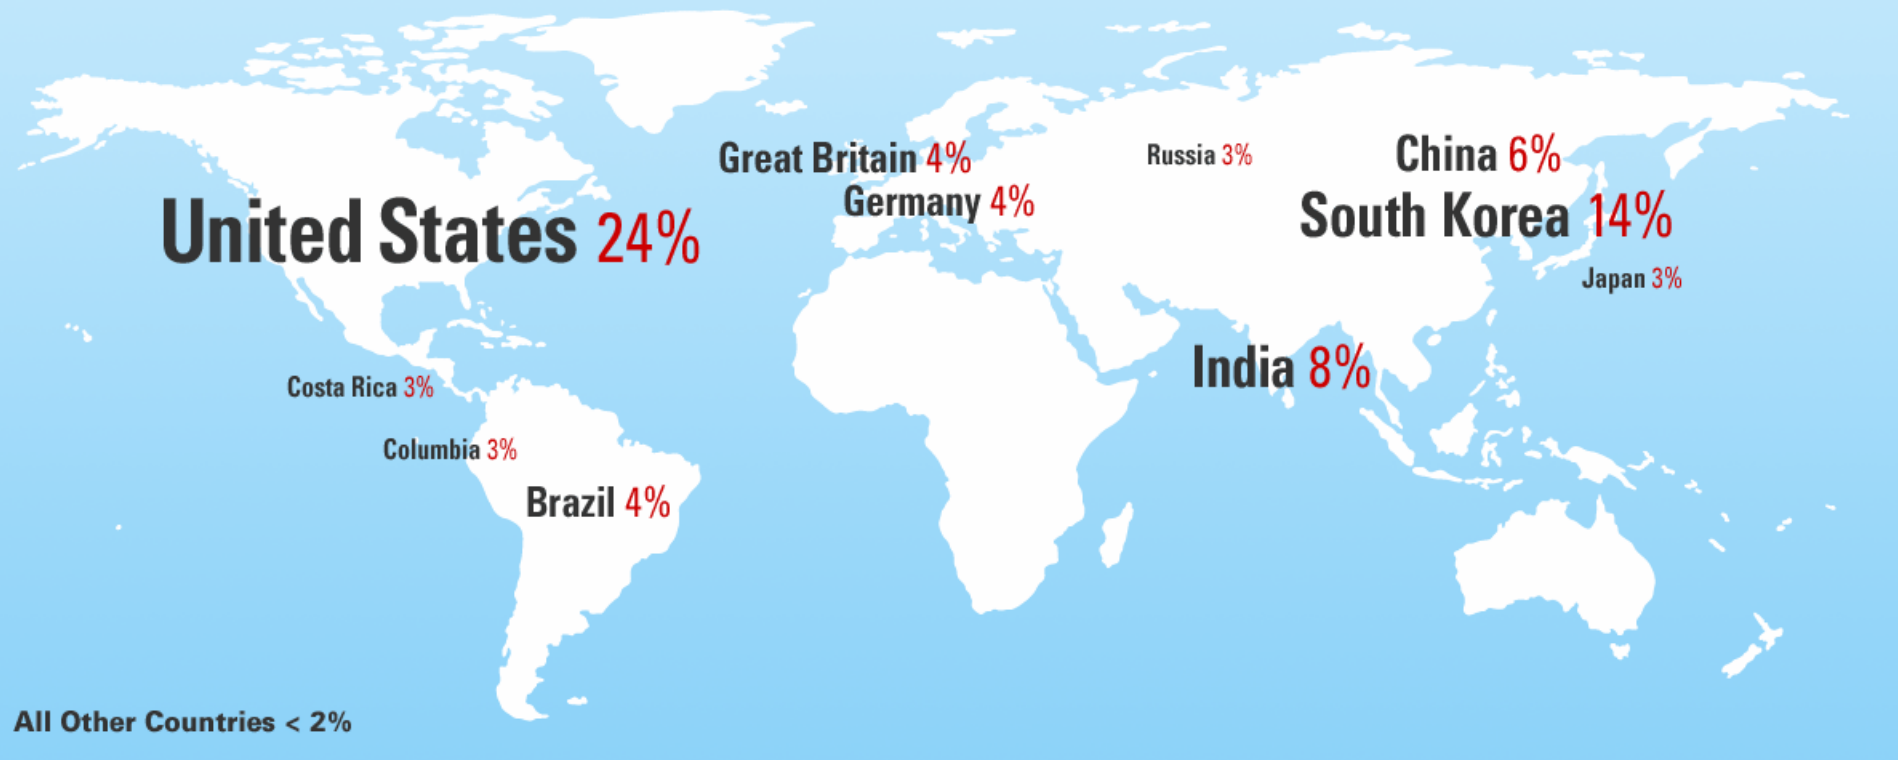 Great Britain 4%
Russia 3%
China 6%
Germany 4%
United States 24%
South Korea 14%
Japan 3%
India 8%
Costa Rica 3%
Columbia 3%
Brazil 4%
All Other Countries < 2%